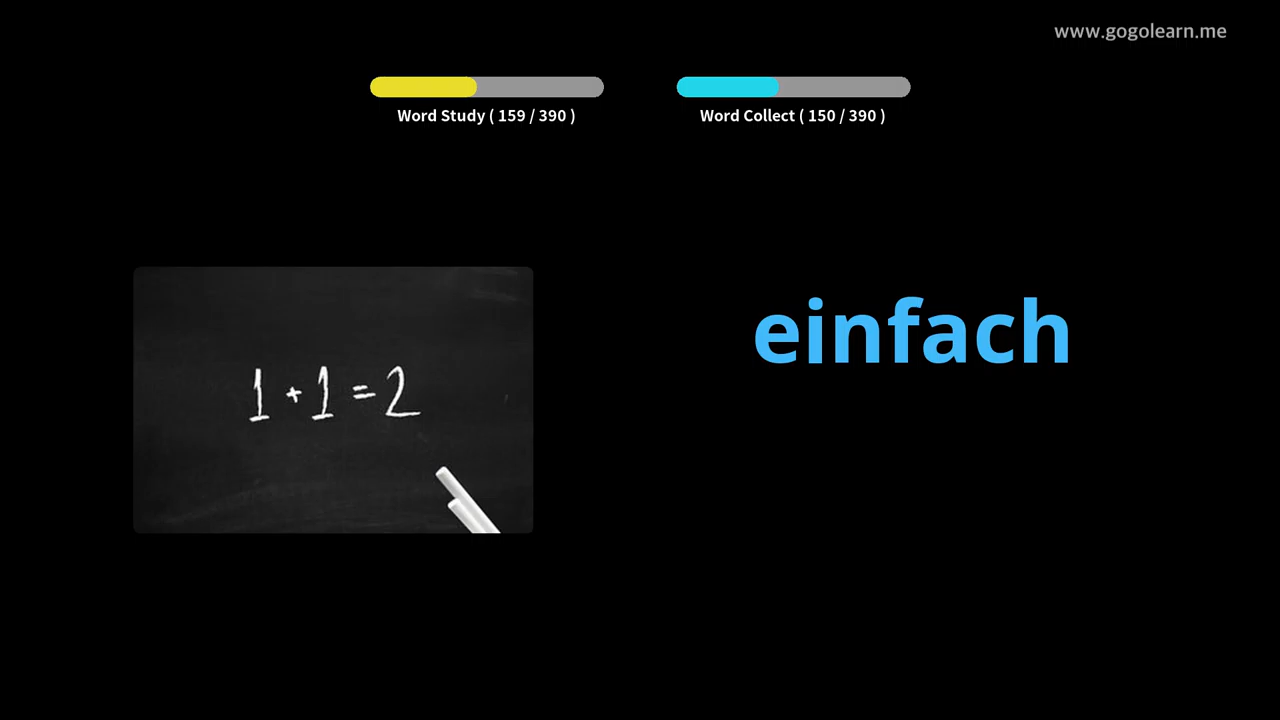 www.gogolearn.me
Word Study ( 159 / 390 )
Word Collect ( 150 / 390 )
einfach
1 + 1 = 2